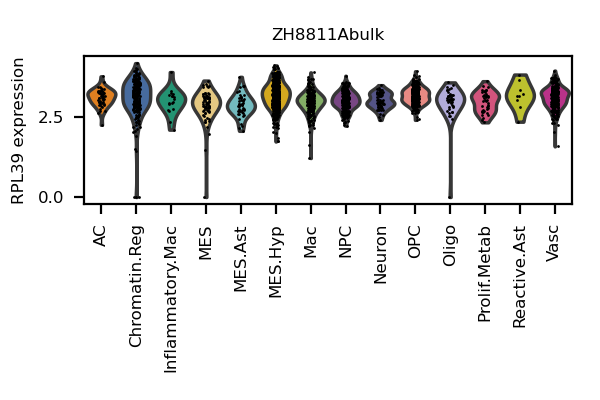 ZH8811Abulk
RPL39 expression
2.5
0.0
AC
Chromatin.Reg
Inflammatory.Mac
MES
MES.Ast
MES.Hyp
Mac
NPC
Neuron
OPC
Oligo
Prolif.Metab
Reactive.Ast
Vasc